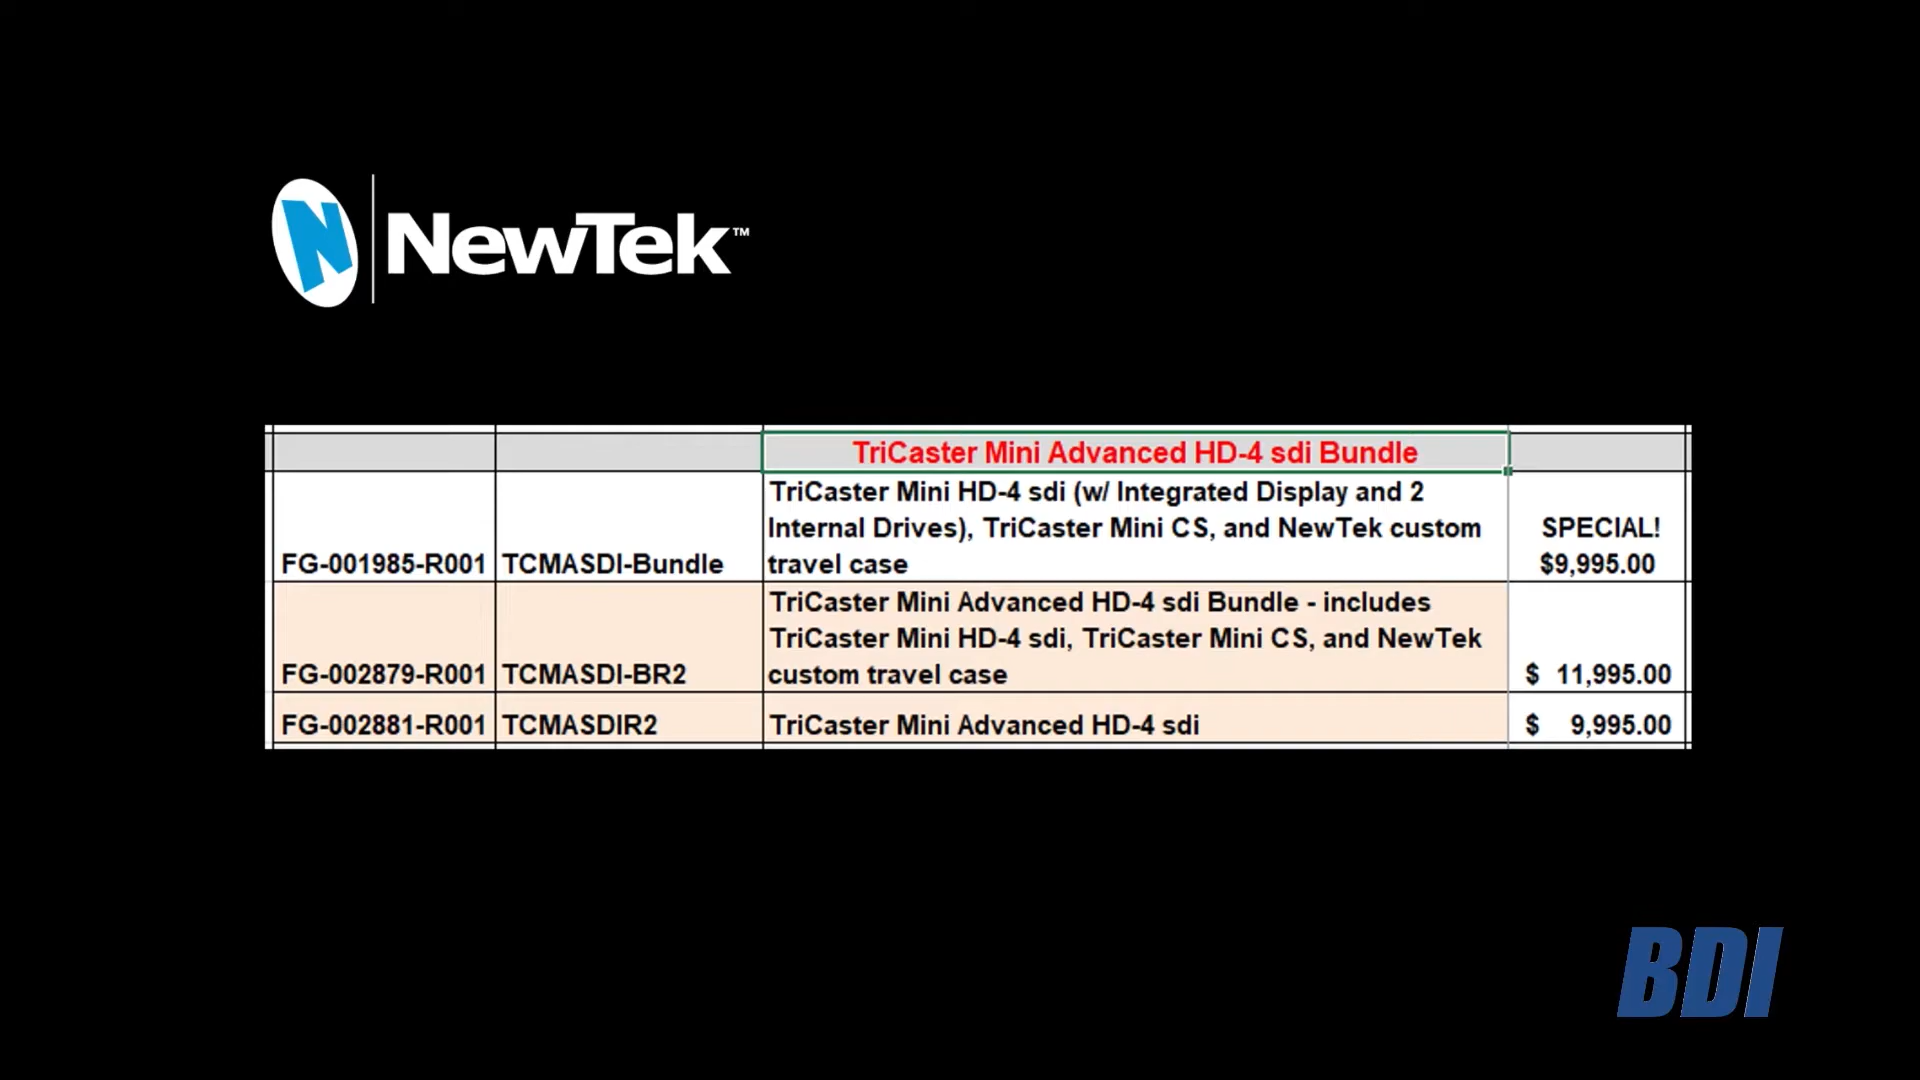 N NewTek™
TriCaster Mini Advanced HD-4 sdi Bundle
TriCaster Mini HD-4 sdi (w/ Integrated Display and 2
Internal Drives), TriCaster Mini CS, and NewTek custom
SPECIAL!
FG-001985-R001 TCMASDI-Bundle travel case $9,995.00
TriCaster Mini Advanced HD-4 sdi Bundle - includes
TriCaster Mini HD-4 sdi, TriCaster Mini CS, and NewTek
FG-002879-R001 TCMASDI-BR2 custom travel case $ 11,995.00
FG-002881-R001 TCMASDIR2 TriCaster Mini Advanced HD-4 sdi $ 9,995.00
BDI